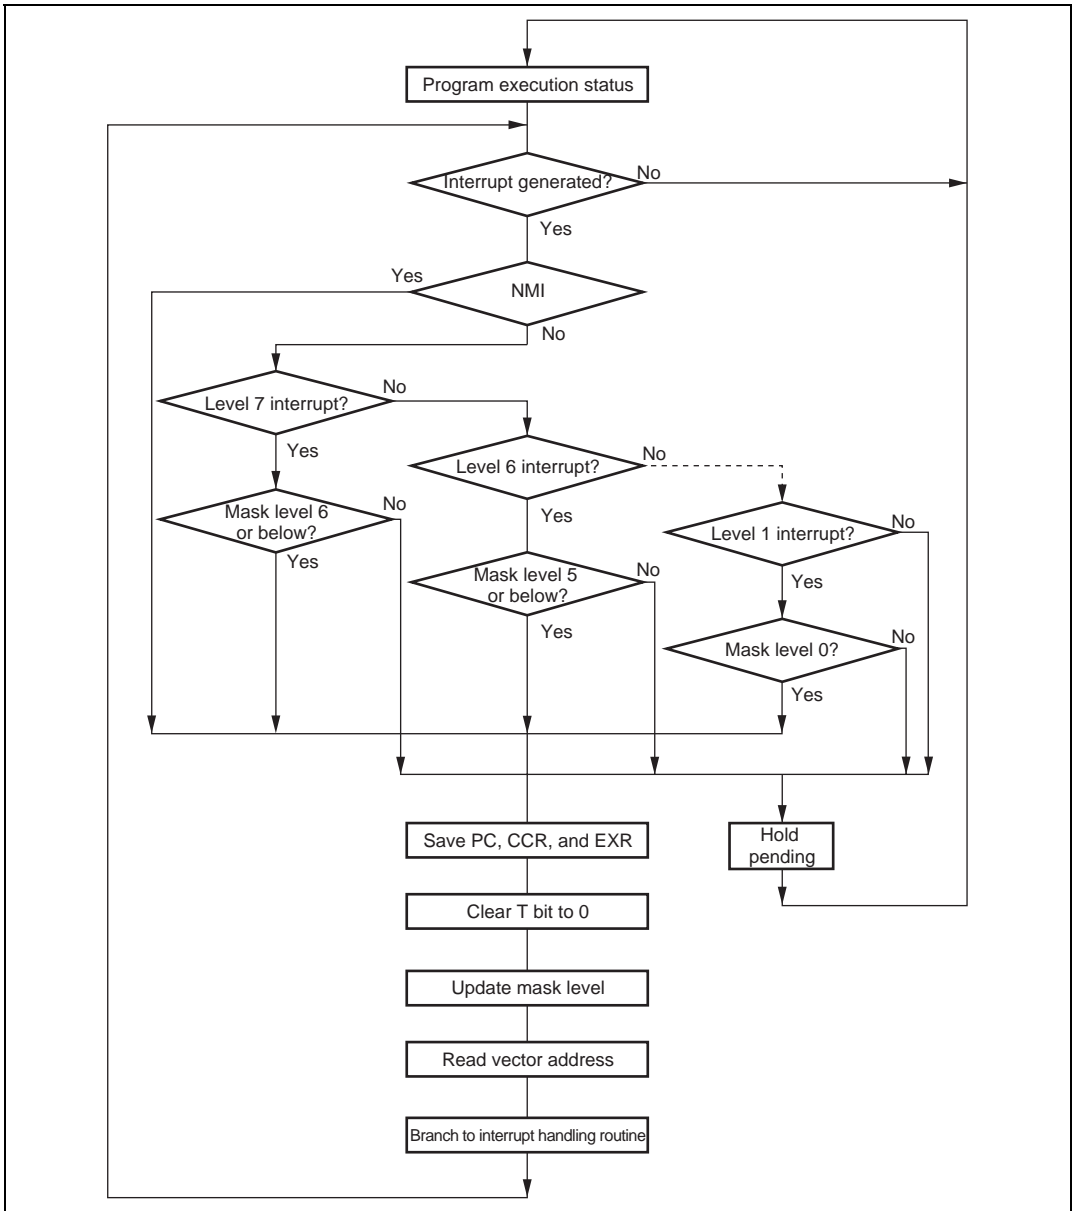 Program execution status
Interrupt generated?
No
Yes
Yes
NMI
No
Level 7 interrupt?
No
Yes
Level 6 interrupt?
No
Yes
Mask level 6
or below?
No
Yes
Level 1 interrupt?
No
Yes
Mask level 5
or below?
No
Yes
Mask level 0?
No
Yes
Save PC, CCR, and EXR
Hold
pending
Clear T bit to 0
Update mask level
Read vector address
Branch to interrupt handling routine